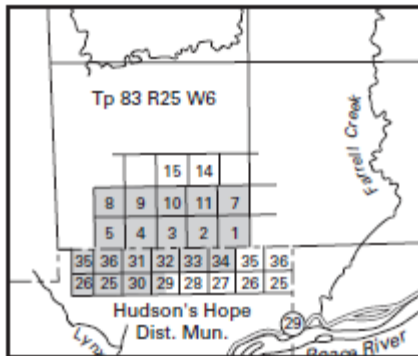 Tp 83 R25 W6
15 14
8 9 10 11 7
5 4 3 2 1
35 36 31 32 33 34 35 36
26 25 30 29 28 27 26 25
Hudson's Hope
Dist. Mun.
Farrell Creek
29
Lynx
Peace River